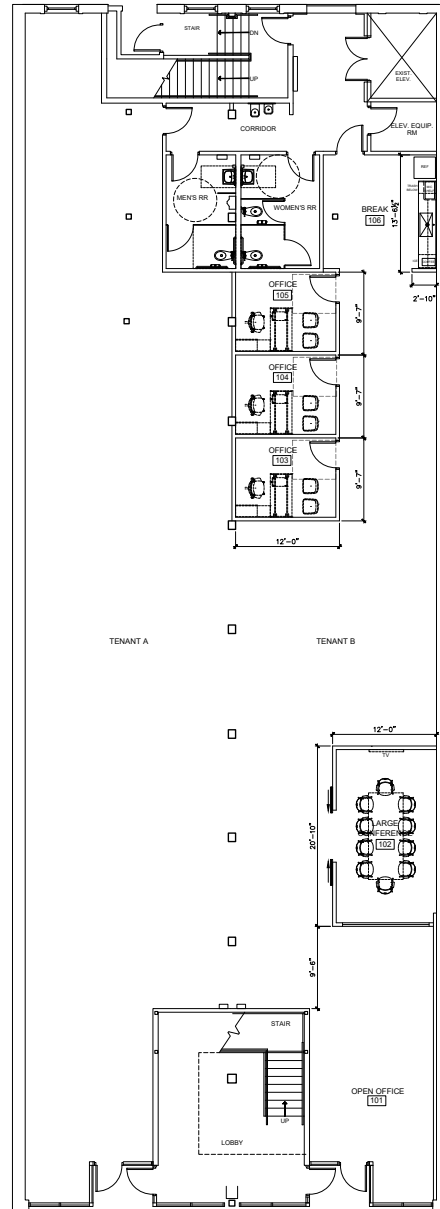 STAIR
DN
UP
EXIST
ELEV.
CORRIDOR
ELEV. EQUIP.
RM
MEN'S RR
WOMEN'S RR
REF
BREAK
106
13'-6½"
2'-10"
OFFICE
105
9'-7"
OFFICE
104
9'-7"
OFFICE
103
9'-7"
12'-0"
TENANT A
TENANT B
12'-0"
TV
LARGE
CONFERENCE
102
20'-10"
9'-6"
STAIR
UP
LOBBY
OPEN OFFICE
101